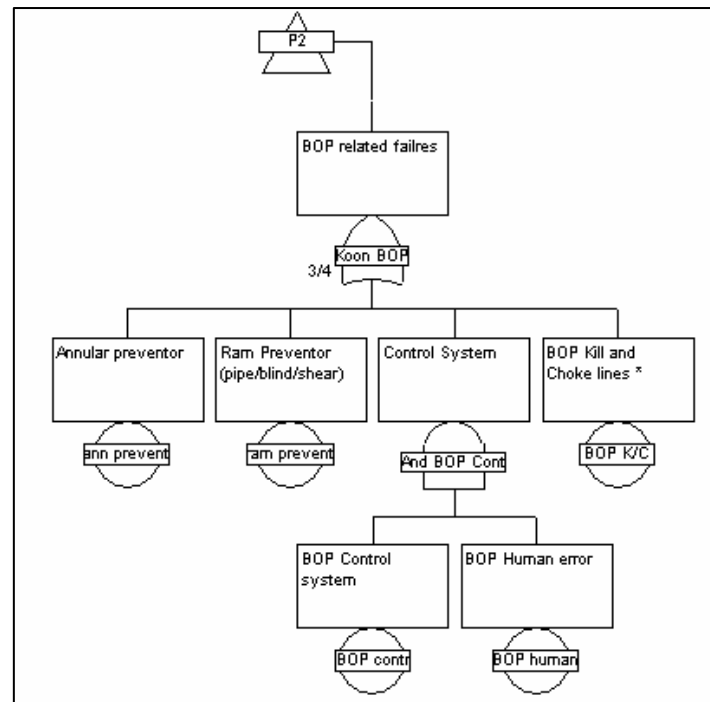 P2
BOP related failres
Koon BOP
3/4
Annular preventor
Ram Preventor
(pipe/blind/shear)
Control System
BOP Kill and
Choke lines *
ann prevent
ram prevent
And BOP Cont
BOP K/C
BOP Control
system
BOP Human error
BOP contr
BOP human